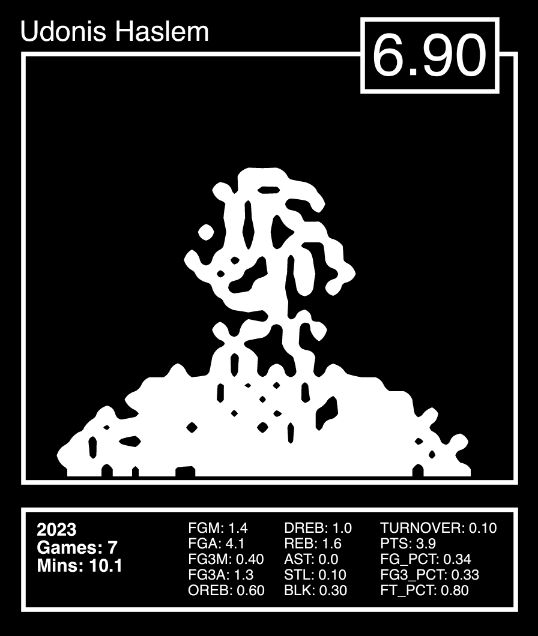 Udonis Haslem
6.90
2023
Games: 7
Mins: 10.1
FGM: 1.4
FGA: 4.1
FG3M: 0.40
FG3A: 1.3
OREB: 0.60
DREB: 1.0
REB: 1.6
AST: 0.0
STL: 0.10
BLK: 0.30
TURNOVER: 0.10
PTS: 3.9
FG_PCT: 0.34
FG3_PCT: 0.33
FT_PCT: 0.80